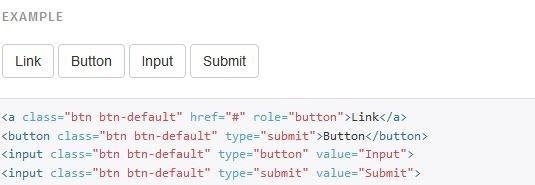 EXAMPLE
Link Button Input Submit
<a class="btn btn-default" href="#" role="button">Link</a>
<button class="btn btn-default" type="submit">Button</button>
<input class="btn btn-default" type="button" value="Input">
<input class="btn btn-default" type="submit" value="Submit">